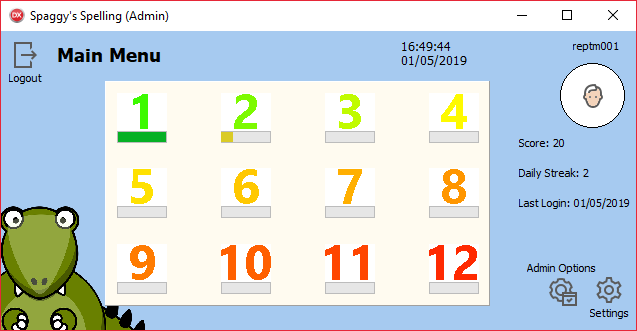 DX Spaggy's Spelling (Admin)
Logout
Main Menu
16:49:44
01/05/2019
reptm001
1 2 3 4
5 6 7 8
9 10 11 12
Score: 20
Daily Streak: 2
Last Login: 01/05/2019
Admin Options
Settings